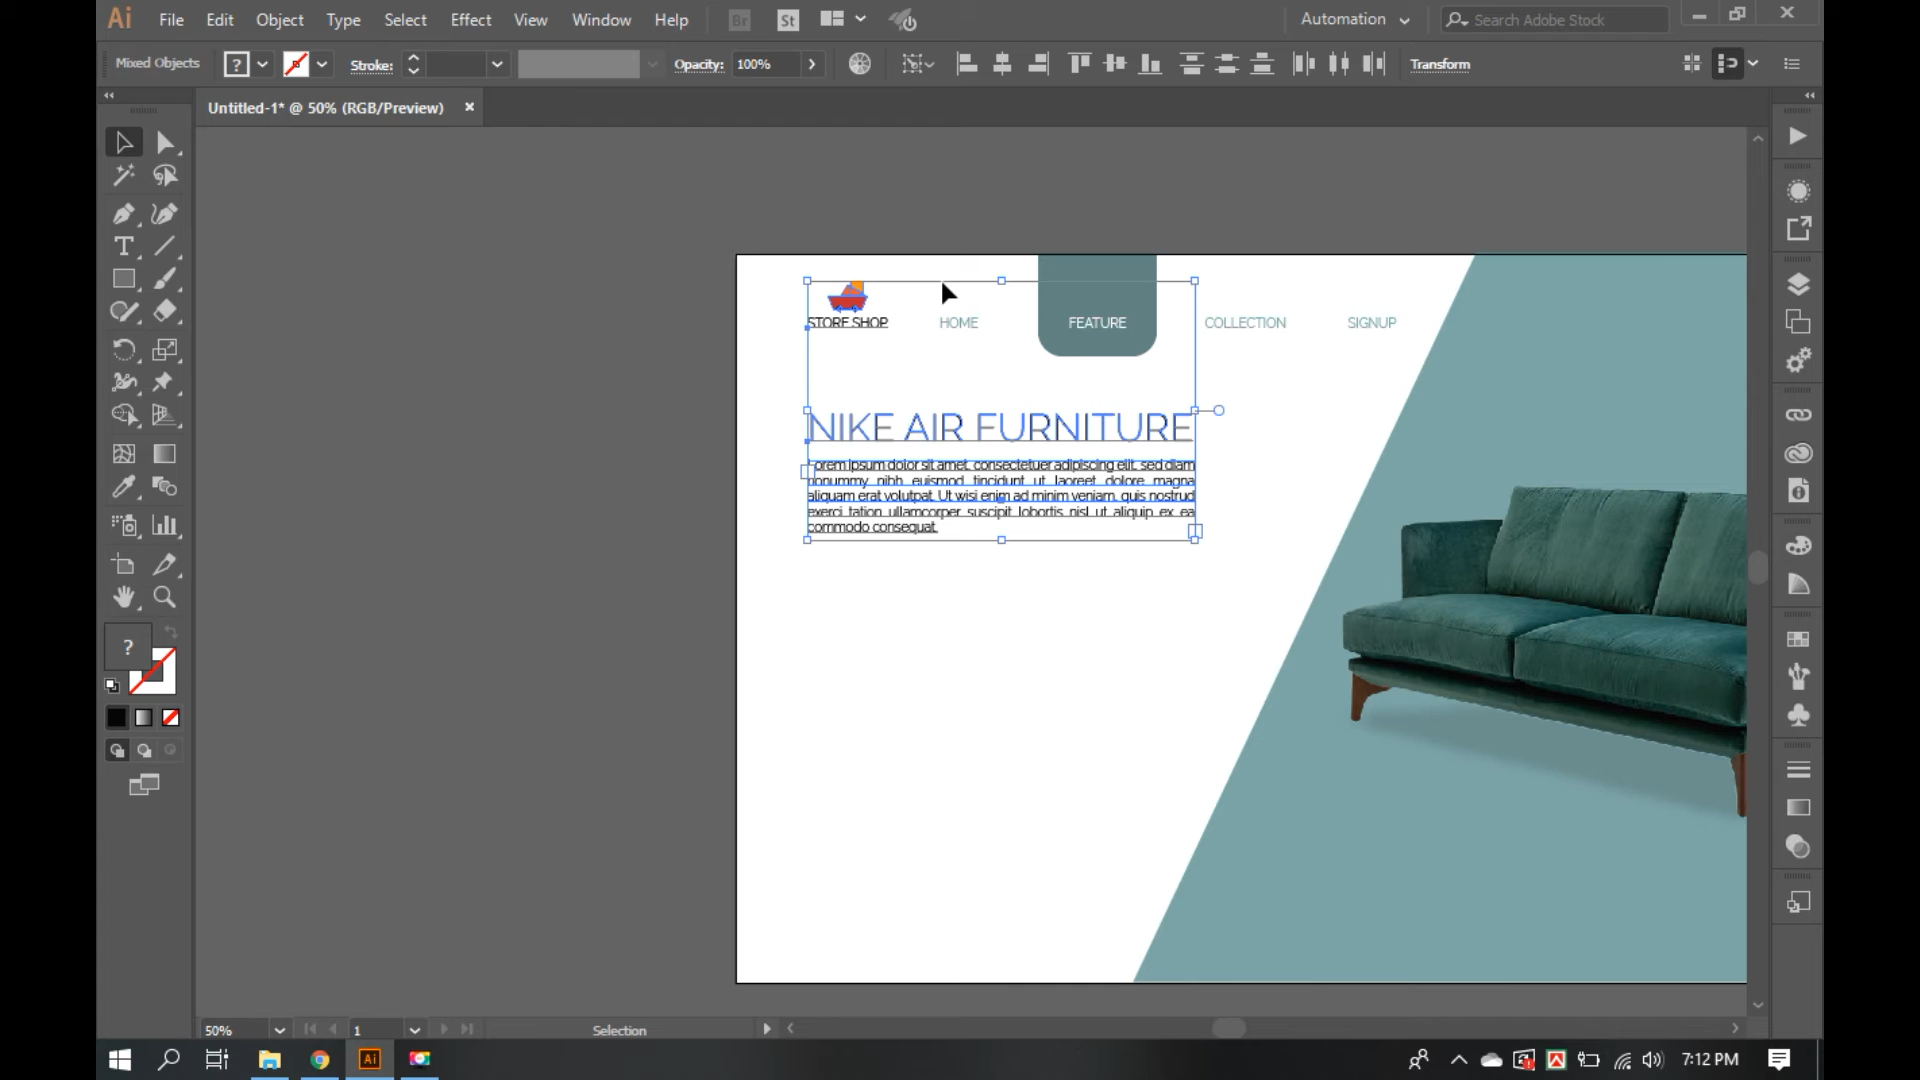 Ai File Edit Object Type Select Effect View Window Help Br St Automation Search Adobe Stock
Mixed Objects ? Stroke: Opacity: 100% Transform
Untitled-1* @ 50% (RGB/Preview)
STORE SHOP HOME FEATURE COLLECTION SIGNUP
NIKE AIR FURNITURE
Lorem ipsum dolor sit amet, consectetuer adipiscing elit, sed diam
nonummy nibh euismod tincidunt ut laoreet dolore magna
aliquam erat volutpat. Ut wisi enim ad minim veniam, quis nostrud
exerci tation ullamcorper suscipit lobortis nisl ut aliquip ex ea
commodo consequat.
?
50% 1 Selection
Ai 7:12 PM